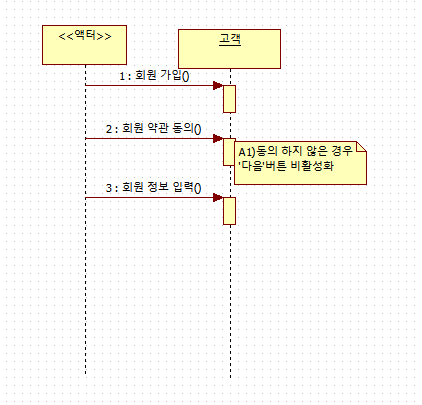 <<액터>>
고객
1 : 회원 가입()
2 : 회원 약관 동의()
A1)동의 하지 않은 경우
'다음'버튼 비활성화
3 : 회원 정보 입력()